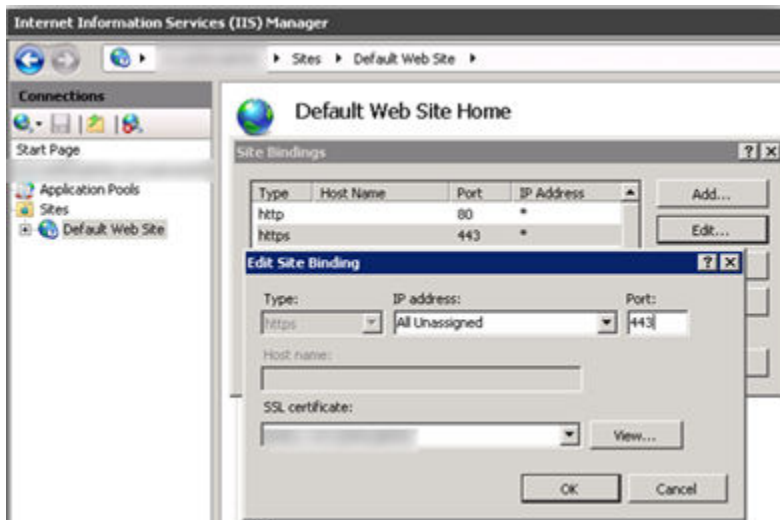 Internet Information Services (IIS) Manager
Sites Default Web Site
Connections
Start Page
Application Pools
Sites
Default Web Site
Default Web Site Home
Site Bindings
Type Host Name Port IP Address
http 80 *
https 443 *
Add...
Edit...
Edit Site Binding
Type: IP address: Port:
https All Unassigned 443
Host name:
SSL certificate:
View...
OK Cancel